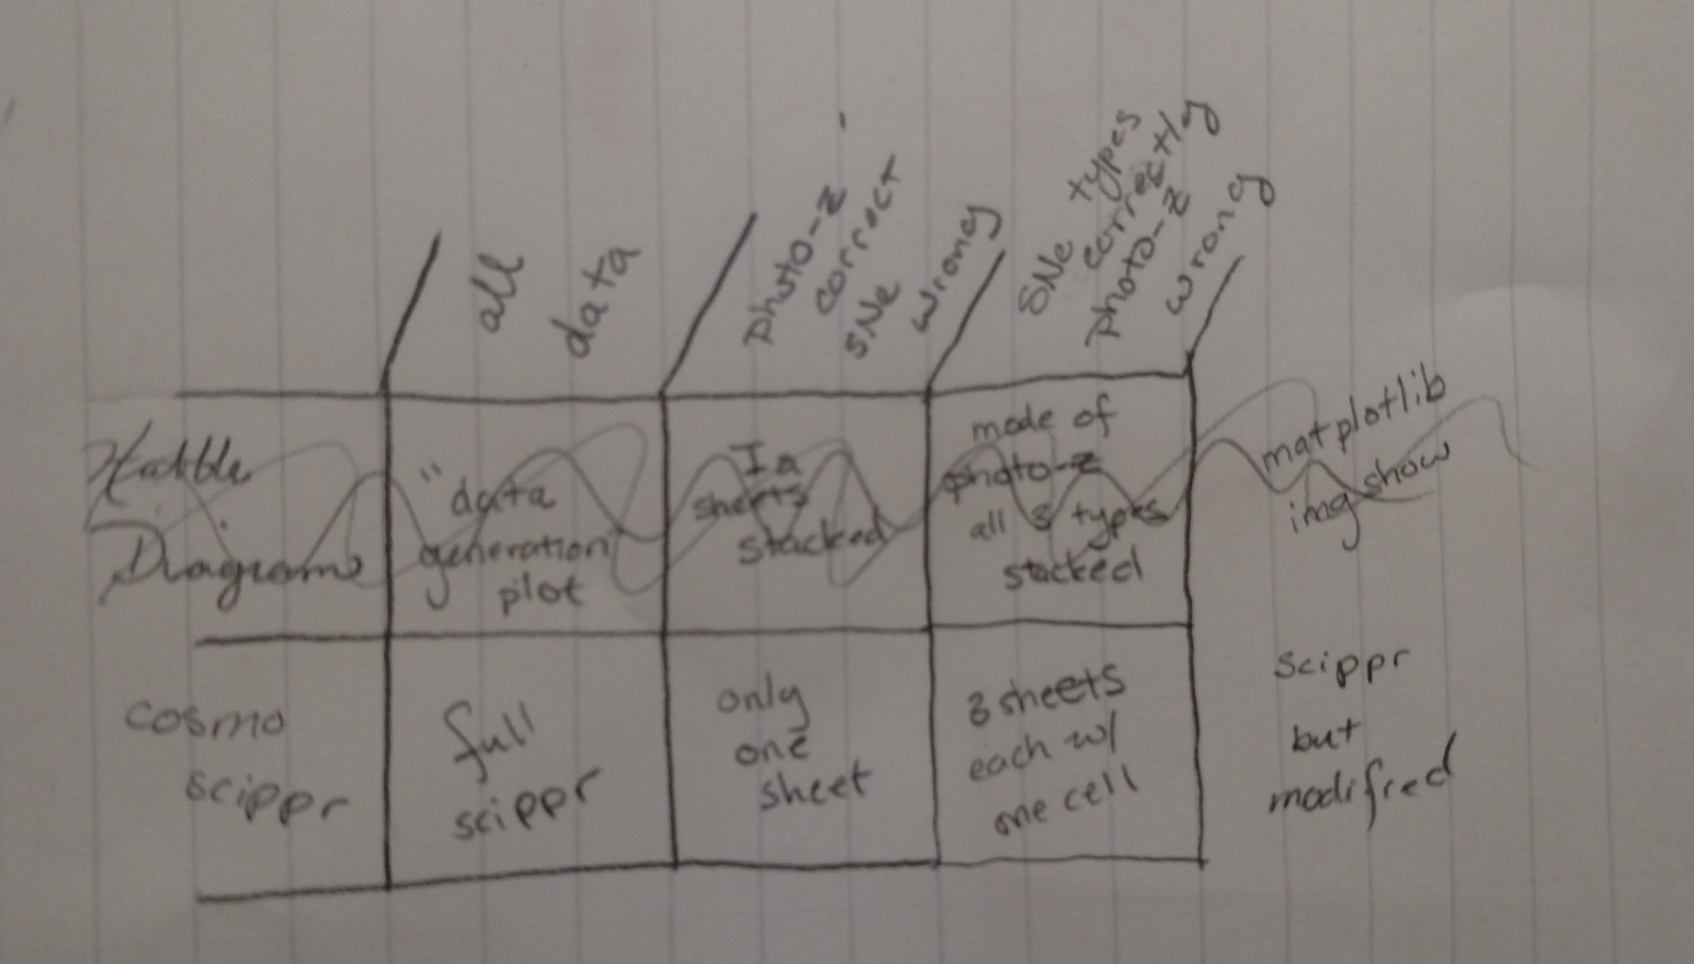 all
data
photo-z
correct
SNe
wrong
SNe types
correctly
photo-z
wrong
Hubble
Diagram
"data
generation
plot
Ia
sheets
stacked
mode of
photo-z
all 3 types
stacked
matplotlib
imgshow
cosmo
scippr
full
scippr
only
one
sheet
3 sheets
each w/
one cell
scippr
but
modified